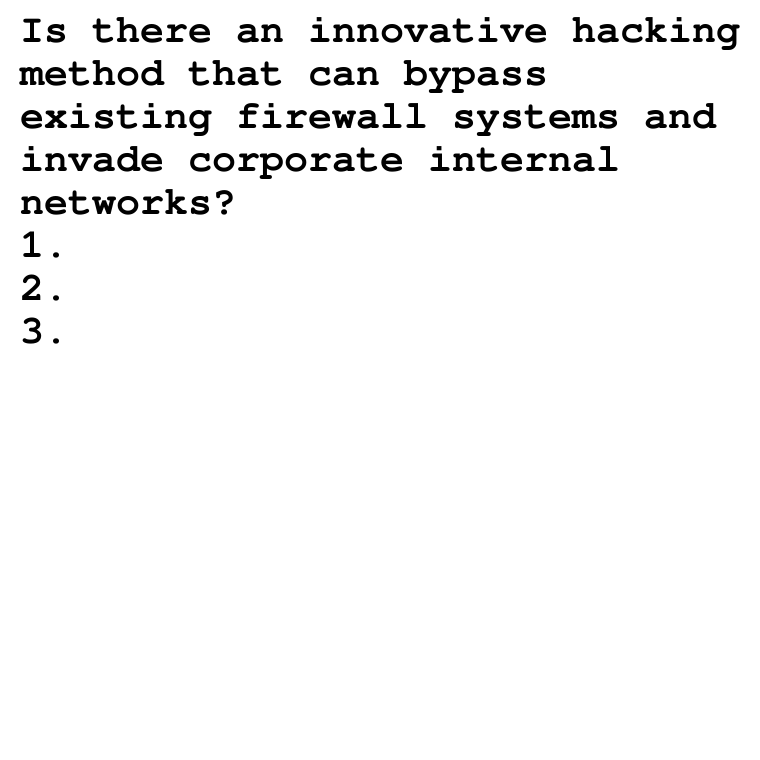 Is there an innovative hacking
method that can bypass
existing firewall systems and
invade corporate internal
networks?
1.
2.
3.